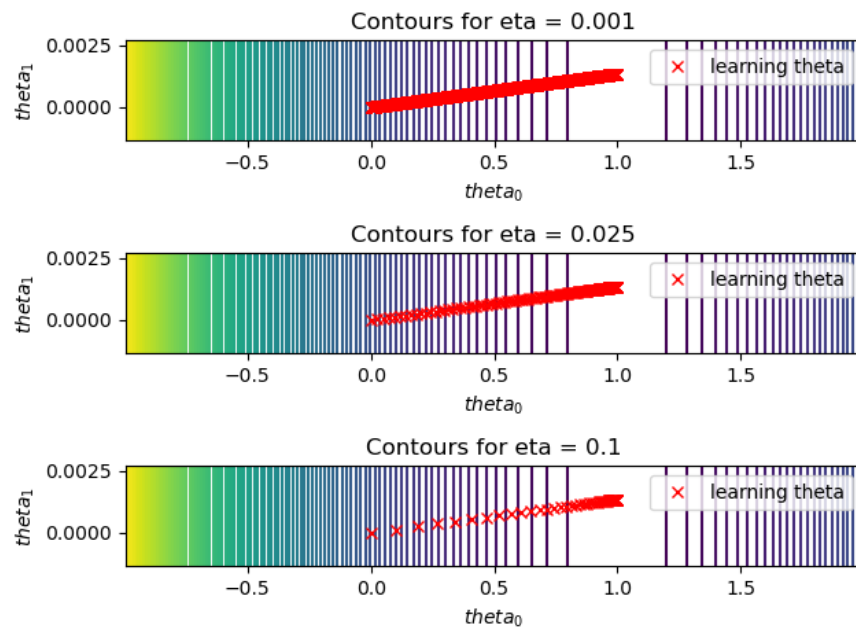 Contours for eta = 0.001
0.0025
learning theta
theta₁
0.0000
−0.5
0.0
0.5
1.0
1.5
theta₀
Contours for eta = 0.025
0.0025
learning theta
theta₁
0.0000
−0.5
0.0
0.5
1.0
1.5
theta₀
Contours for eta = 0.1
0.0025
learning theta
theta₁
0.0000
−0.5
0.0
0.5
1.0
1.5
theta₀